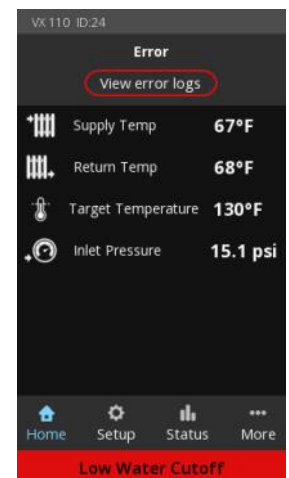 VX 110 ID:24
Error
View error logs
Supply Temp 67°F
Return Temp 68°F
Target Temperature 130°F
Inlet Pressure 15.1 psi
Home Setup Status More
Low Water Cutoff